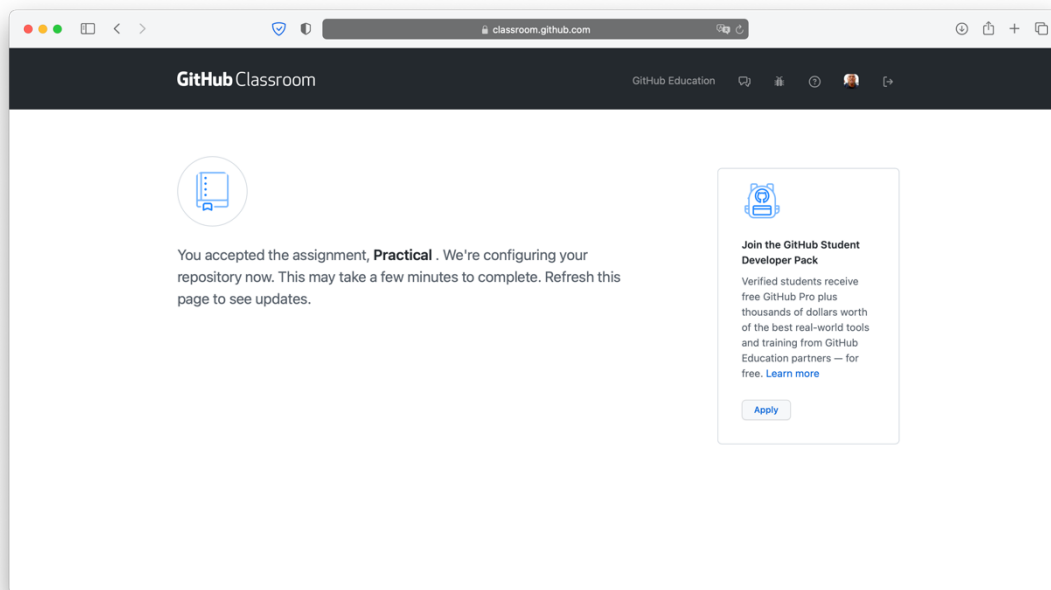 classroom.github.com
GitHub Classroom
GitHub Education
You accepted the assignment, Practical . We're configuring your
repository now. This may take a few minutes to complete. Refresh this
page to see updates.
Join the GitHub Student
Developer Pack
Verified students receive
free GitHub Pro plus
thousands of dollars worth
of the best real-world tools
and training from GitHub
Education partners — for
free. Learn more
Apply